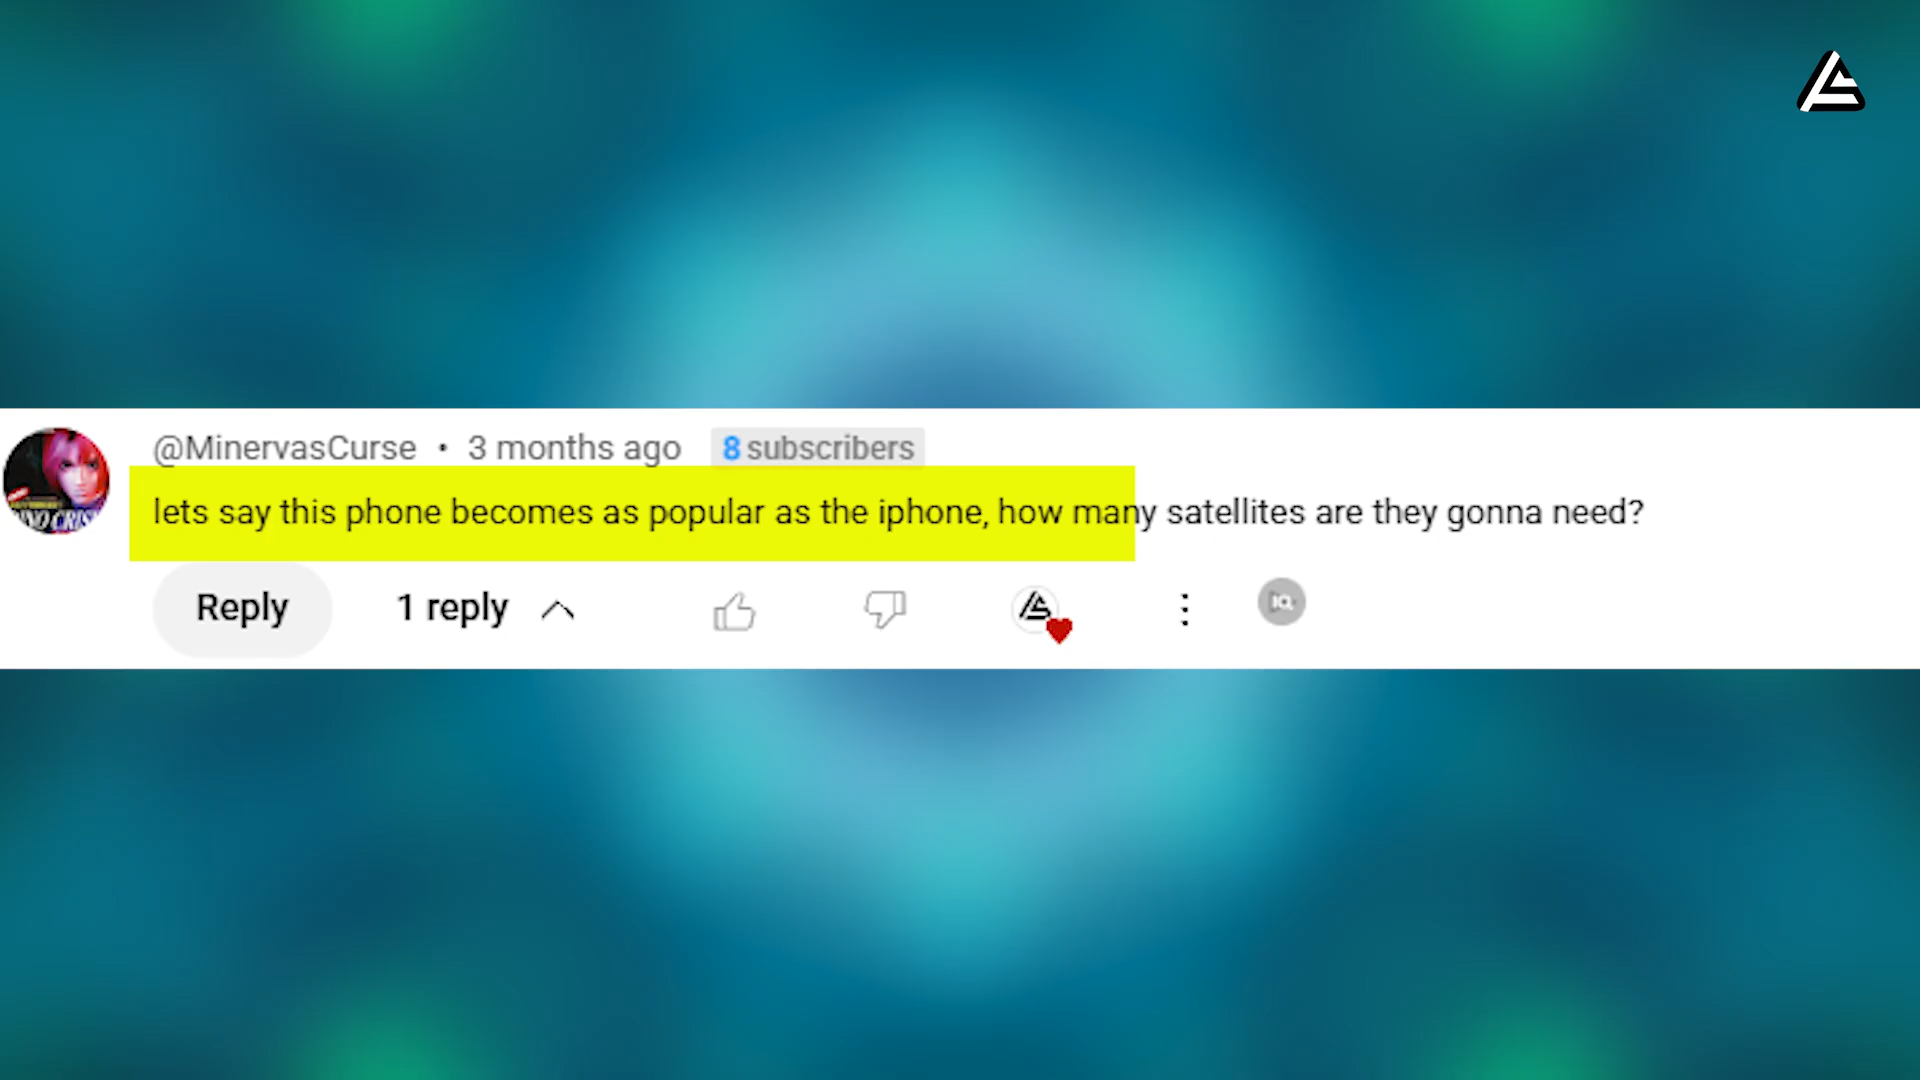 @MinervasCurse • 3 months ago 8 subscribers
lets say this phone becomes as popular as the iphone, how many satellites are they gonna need?
Reply 1 reply
IQ